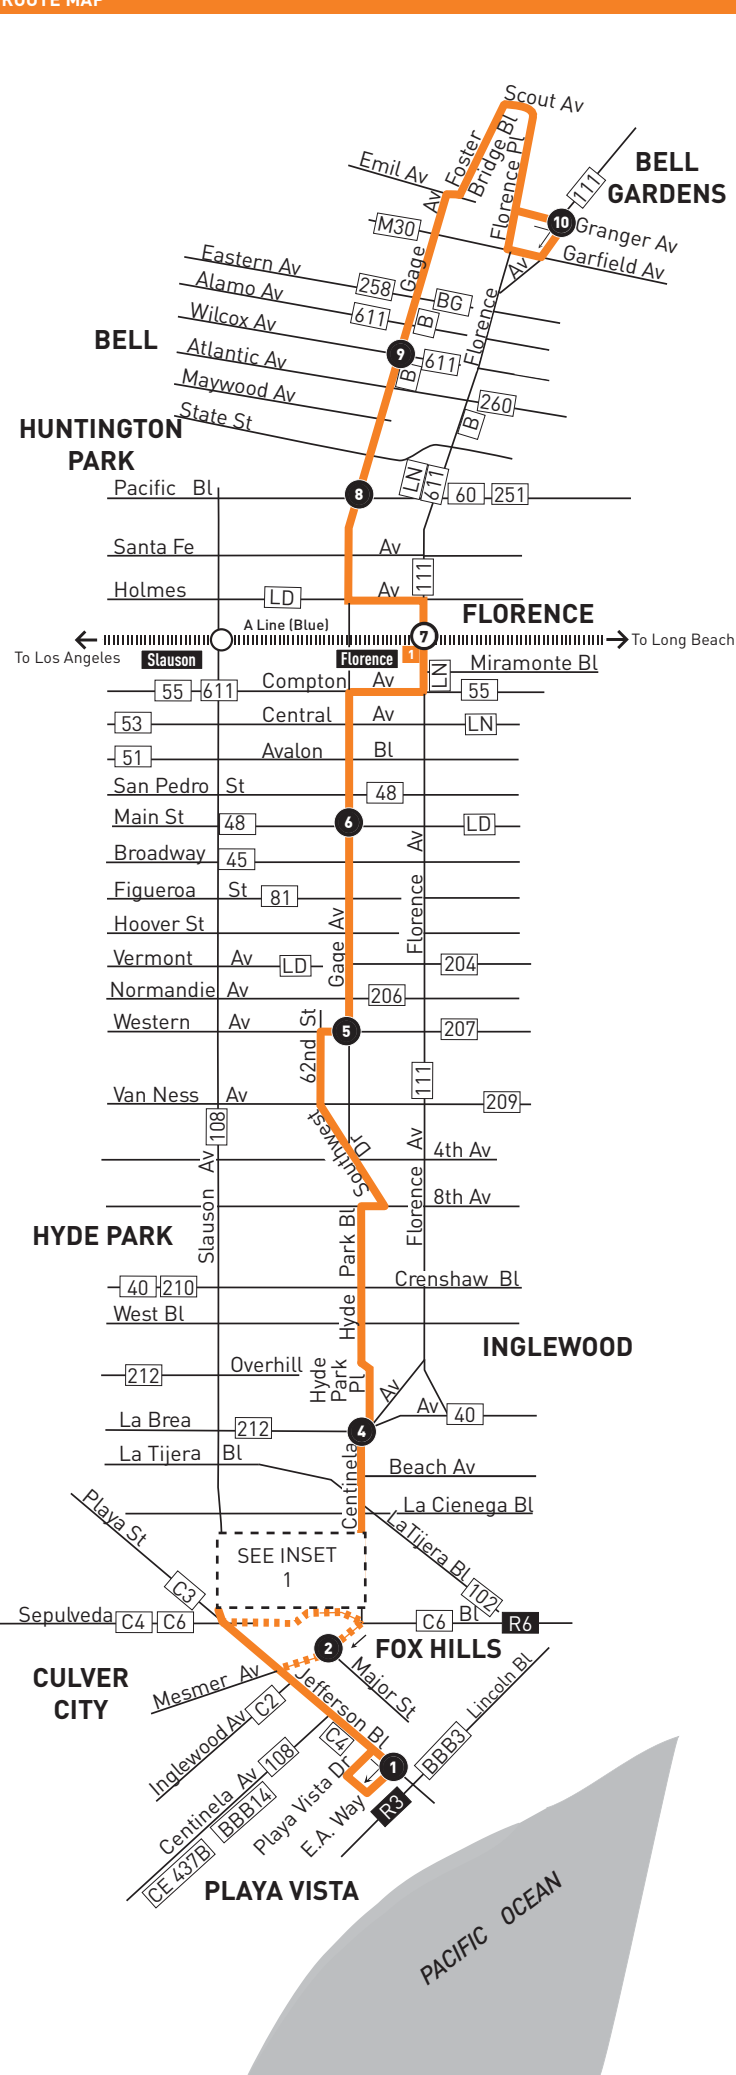 ROUTE MAP
Scout Av
Foster
Bridge Bl
Emil Av
Florence Pl
111
BELL
GARDENS
Av
M30
10
Granger Av
Garfield Av
Gage
Av
Eastern Av
258
BG
Alamo Av
611
B
Florence
Wilcox Av
BELL
9
611
Atlantic Av
B
Maywood Av
260
State St
B
HUNTINGTON
PARK
LN
611
Pacific Bl
8
60
251
Santa Fe
Av
Holmes
LD
Av
111
FLORENCE
A Line (Blue)
7
To Los Angeles
Slauson
Florence
1
To Long Beach
LN
Miramonte Bl
55
611
Compton
Av
55
53
Central
Av
LN
51
Avalon
Bl
San Pedro St
48
Main St
48
6
LD
Broadway
45
Av
Figueroa St
81
Hoover St
Gage Av
Florence
Vermont Av
LD
204
Normandie Av
206
Western Av
62nd St
5
207
111
Van Ness Av
209
108
Southwest
Dr
Av
4th Av
Slauson Av
Florence
8th Av
HYDE PARK
Hyde Park Bl
40
210
Crenshaw Bl
West Bl
INGLEWOOD
Overhill
212
Hyde
Park
Pl
Av
Av
40
La Brea
212
4
La Tijera Bl
Centinela
Beach Av
Playa St
La Cienega Bl
SEE INSET
1
LaTijera Bl
102
C3
Sepulveda
C4
C6
C6
Bl
R6
2
FOX HILLS
CULVER
CITY
Mesmer Av
Major St
Jefferson Bl
Lincoln Bl
Inglewood Av
C2
C4
BBB3
Centinela Av
108
1
Playa Vista Dr
BBB14
E.A. Way
R3
CE 437B
PLAYA VISTA
PACIFIC OCEAN